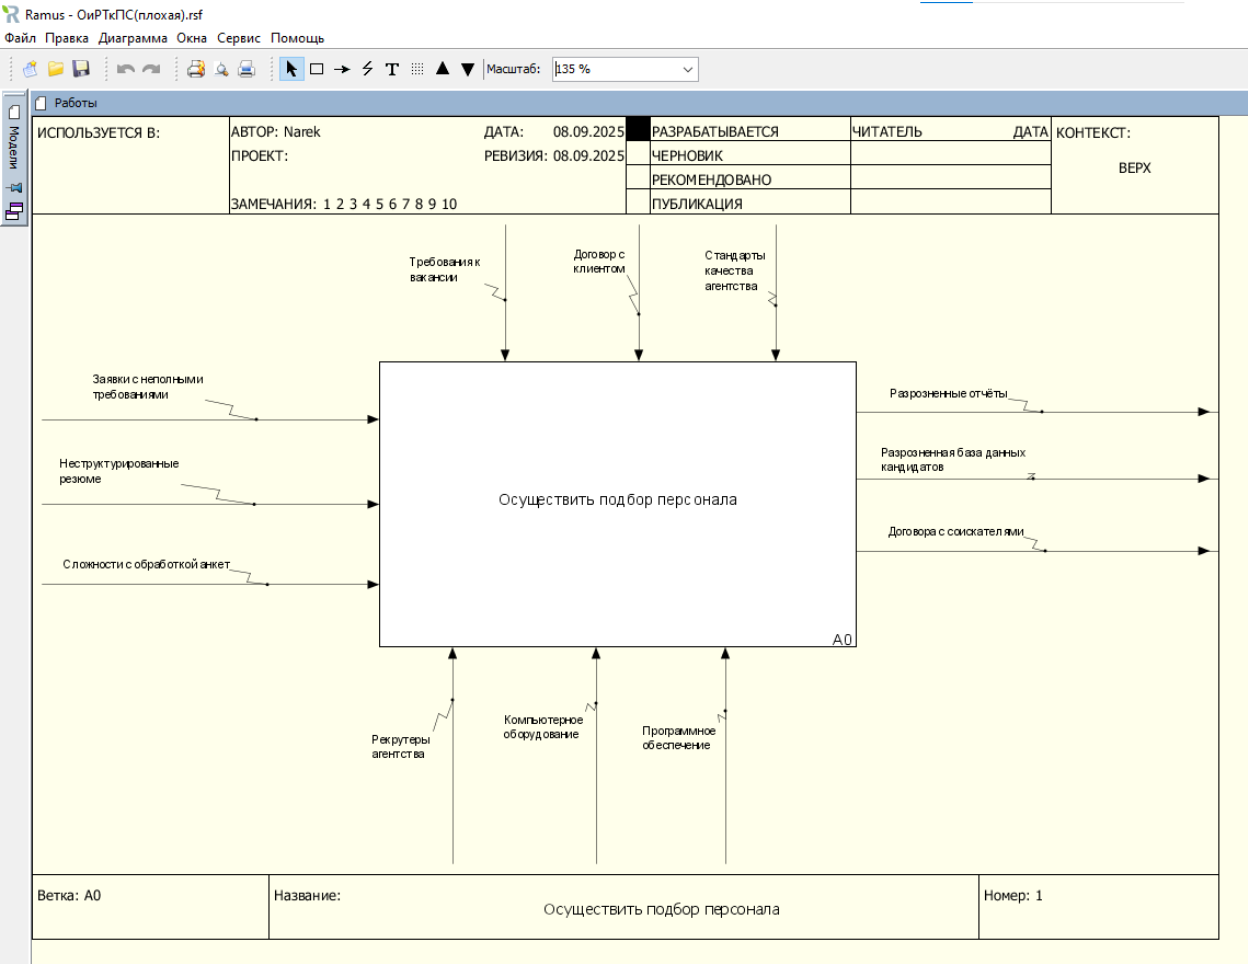 Ramus - ОиРТкПС(плохая).rsf
Файл Правка Диаграмма Окна Сервис Помощь
Масштаб: 135 %
Модели
Работы
ИСПОЛЬЗУЕТСЯ В:
АВТОР: Narek
ДАТА: 08.09.2025
РАЗРАБАТЫВАЕТСЯ
ЧИТАТЕЛЬ
ДАТА
КОНТЕКСТ:
ПРОЕКТ:
РЕВИЗИЯ: 08.09.2025
ЧЕРНОВИК
ВЕРХ
РЕКОМЕНДОВАНО
ЗАМЕЧАНИЯ: 1 2 3 4 5 6 7 8 9 10
ПУБЛИКАЦИЯ
Требования к
вакансии
Договор с
клиентом
Стандарты
качества
агентства
Заявки с неполными
требованиями
Неструктурированные
резюме
Сложности с обработкой анкет
Осуществить подбор персонала
A0
Разрозненные отчёты
Разрозненная база данных
кандидатов
Договора с соискателями
Рекрутеры
агентства
Компьютерное
оборудование
Программное
обеспечение
Ветка: A0
Название:
Осуществить подбор персонала
Номер: 1